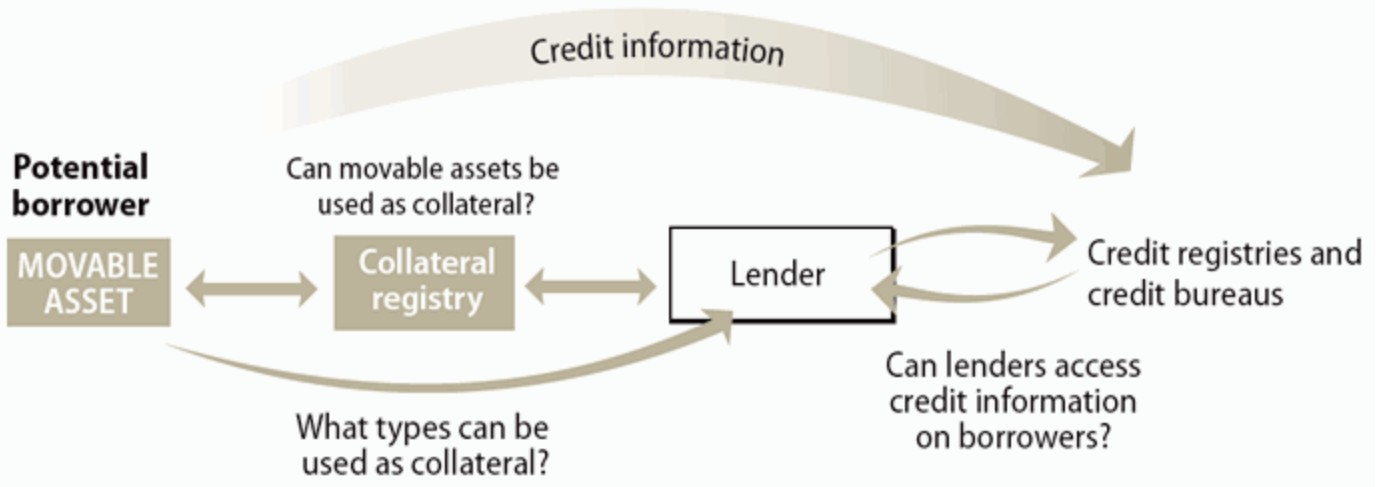 Credit information
Potential
borrower
MOVABLE
ASSET
Can movable assets be
used as collateral?
Collateral
registry
Lender
Credit registries and
credit bureaus
What types can be
used as collateral?
Can lenders access
credit information
on borrowers?